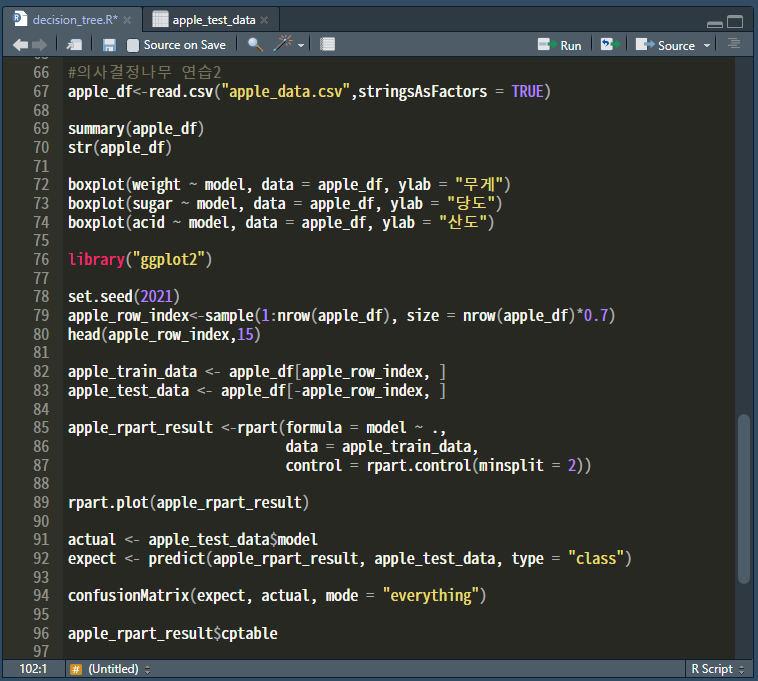 decision_tree.R* apple_test_data
Source on Save Run Source
66 #의사결정나무 연습2
67 apple_df<-read.csv("apple_data.csv",stringsAsFactors = TRUE)
68
69 summary(apple_df)
70 str(apple_df)
71
72 boxplot(weight ~ model, data = apple_df, ylab = "무게")
73 boxplot(sugar ~ model, data = apple_df, ylab = "당도")
74 boxplot(acid ~ model, data = apple_df, ylab = "산도")
75
76 library("ggplot2")
77
78 set.seed(2021)
79 apple_row_index<-sample(1:nrow(apple_df), size = nrow(apple_df)*0.7)
80 head(apple_row_index,15)
81
82 apple_train_data <- apple_df[apple_row_index, ]
83 apple_test_data <- apple_df[-apple_row_index, ]
84
85 apple_rpart_result <-rpart(formula = model ~ .,
86 data = apple_train_data,
87 control = rpart.control(minsplit = 2))
88
89 rpart.plot(apple_rpart_result)
90
91 actual <- apple_test_data$model
92 expect <- predict(apple_rpart_result, apple_test_data, type = "class")
93
94 confusionMatrix(expect, actual, mode = "everything")
95
96 apple_rpart_result$cptable
97
102:1 # (Untitled) R Script